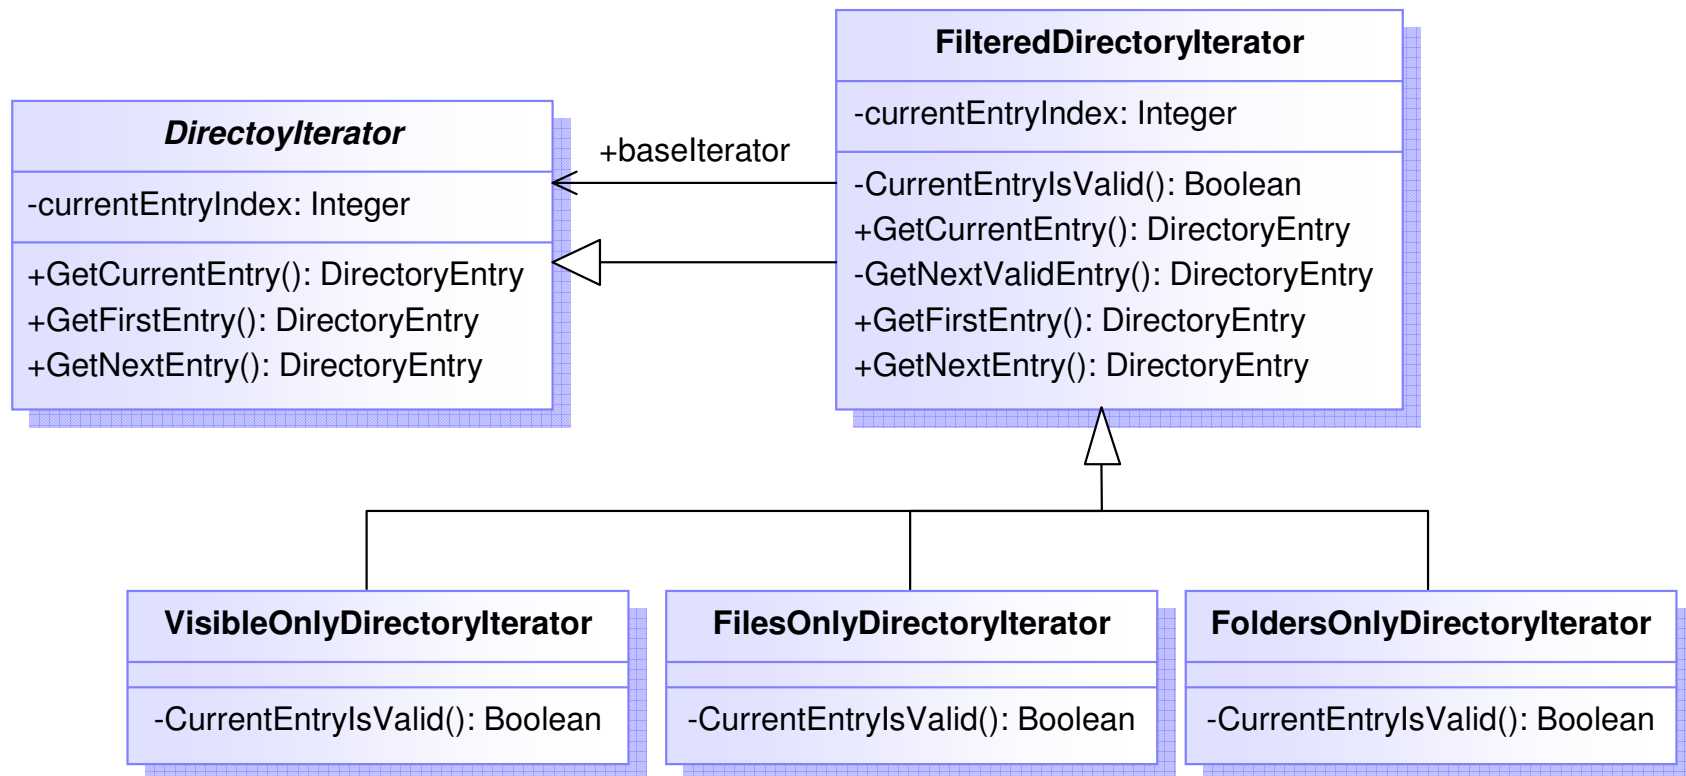 DirectoyIterator
-currentEntryIndex: Integer
+GetCurrentEntry(): DirectoryEntry
+GetFirstEntry(): DirectoryEntry
+GetNextEntry(): DirectoryEntry
+baseIterator
FilteredDirectoryIterator
-currentEntryIndex: Integer
-CurrentEntryIsValid(): Boolean
+GetCurrentEntry(): DirectoryEntry
-GetNextValidEntry(): DirectoryEntry
+GetFirstEntry(): DirectoryEntry
+GetNextEntry(): DirectoryEntry
VisibleOnlyDirectoryIterator
-CurrentEntryIsValid(): Boolean
FilesOnlyDirectoryIterator
-CurrentEntryIsValid(): Boolean
FoldersOnlyDirectoryIterator
-CurrentEntryIsValid(): Boolean